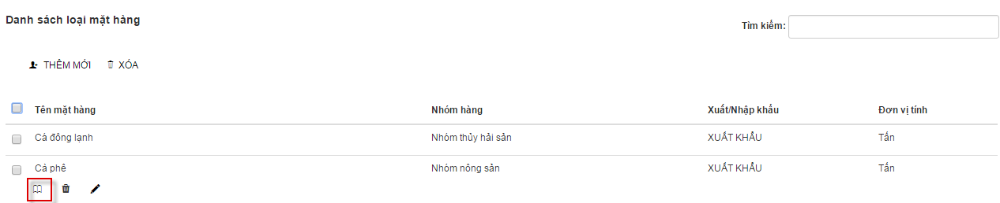 Danh sách loại mặt hàng
Tìm kiếm:
THÊM MỚI XÓA
Tên mặt hàng Nhóm hàng Xuất/Nhập khẩu Đơn vị tính
Cá đông lạnh Nhóm thủy hải sản XUẤT KHẨU Tấn
Cà phê Nhóm nông sản XUẤT KHẨU Tấn